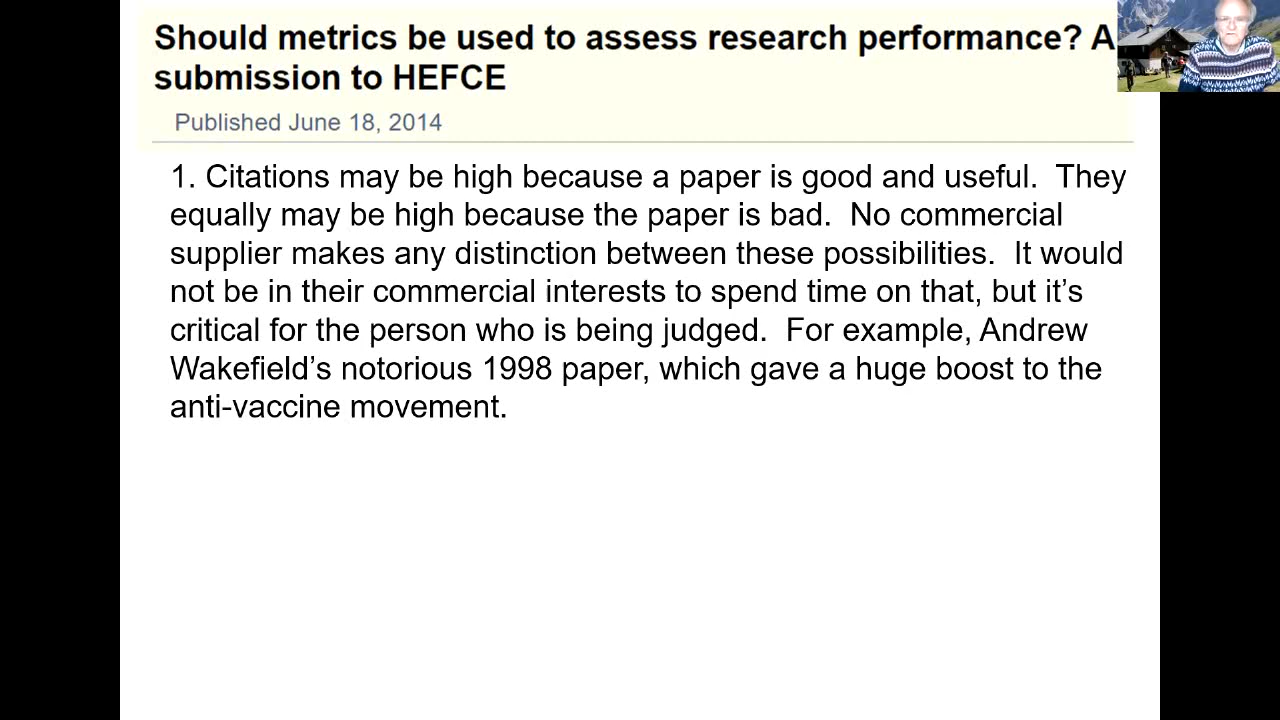 Should metrics be used to assess research performance? A
submission to HEFCE
Published June 18, 2014
1. Citations may be high because a paper is good and useful.  They
equally may be high because the paper is bad.  No commercial
supplier makes any distinction between these possibilities.  It would
not be in their commercial interests to spend time on that, but it’s
critical for the person who is being judged.  For example, Andrew
Wakefield’s notorious 1998 paper, which gave a huge boost to the
anti-vaccine movement.